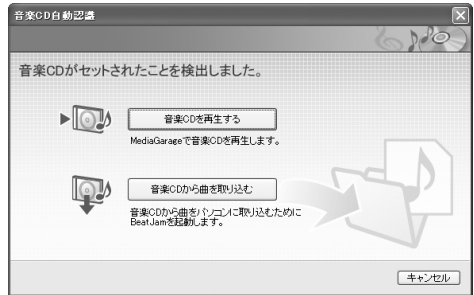 音楽CD自動認識
音楽CDがセットされたことを検出しました。
音楽CDを再生する
MediaGarageで音楽CDを再生します。
音楽CDから曲を取り込む
音楽CDから曲をパソコンに取り込むために
BeatJamを起動します。
キャンセル